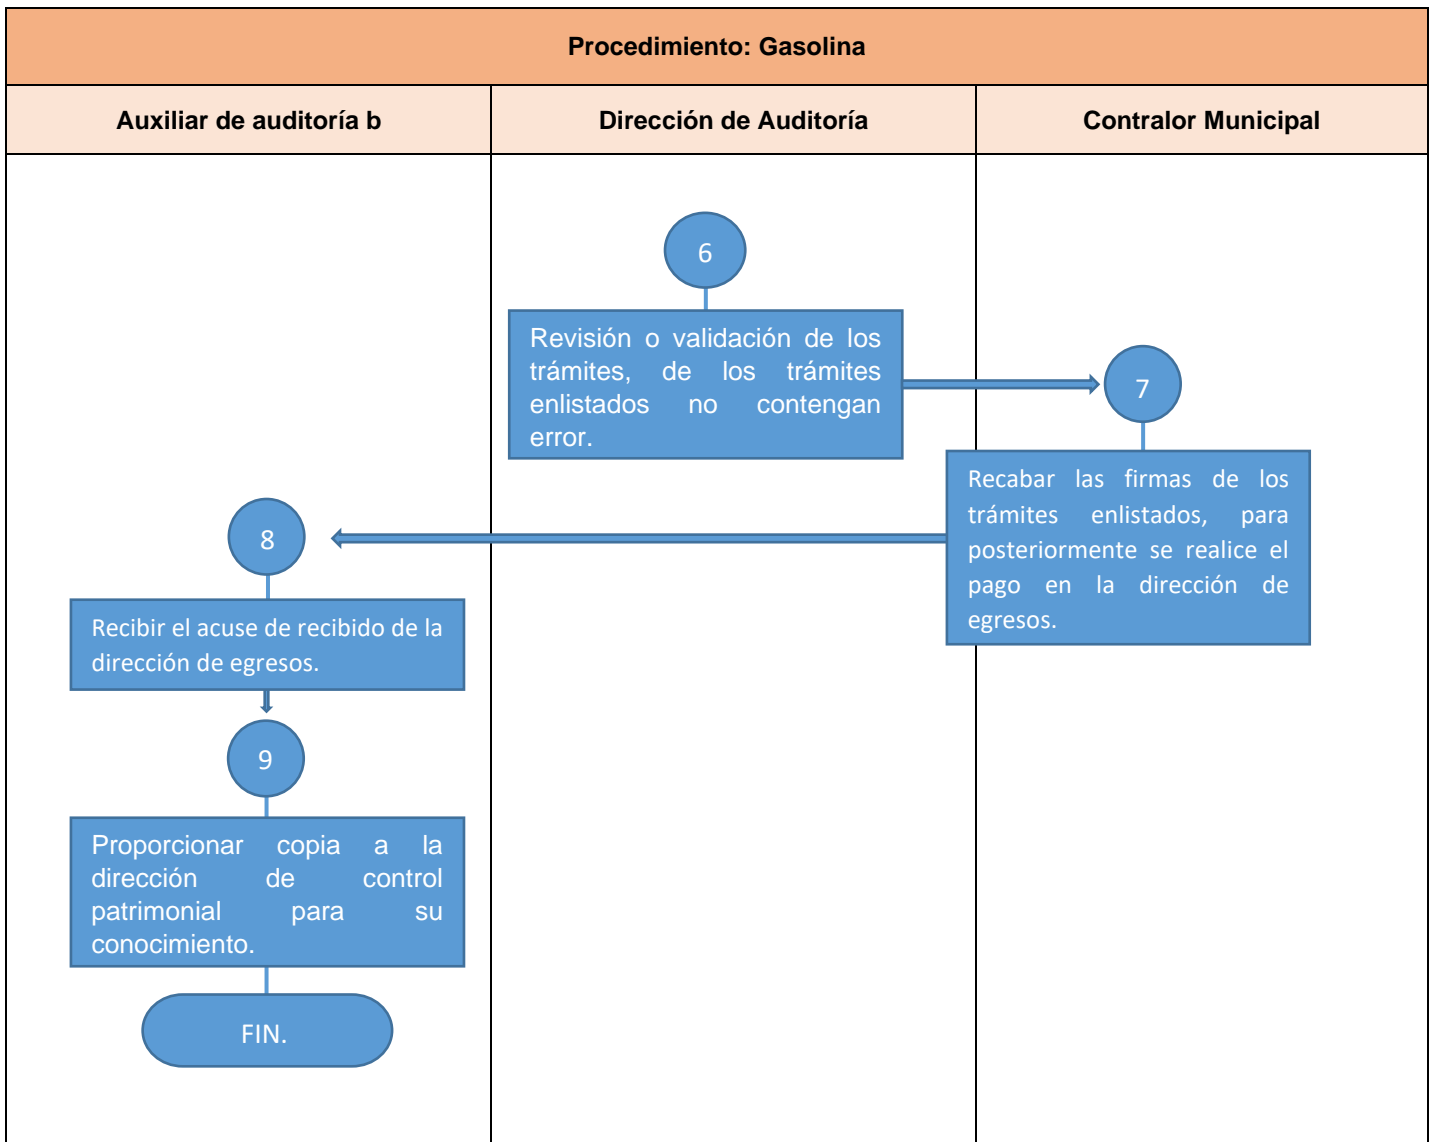 Procedimiento: Gasolina
Auxiliar de auditoría b
Dirección de Auditoría
Contralor Municipal
6
Revisión o validación de los
trámites, de los trámites
enlistados no contengan
error.
7
Recabar las firmas de los
trámites enlistados, para
posteriormente se realice el
pago en la dirección de
egresos.
8
Recibir el acuse de recibido de la
dirección de egresos.
9
Proporcionar copia a la
dirección de control
patrimonial para su
conocimiento.
FIN.